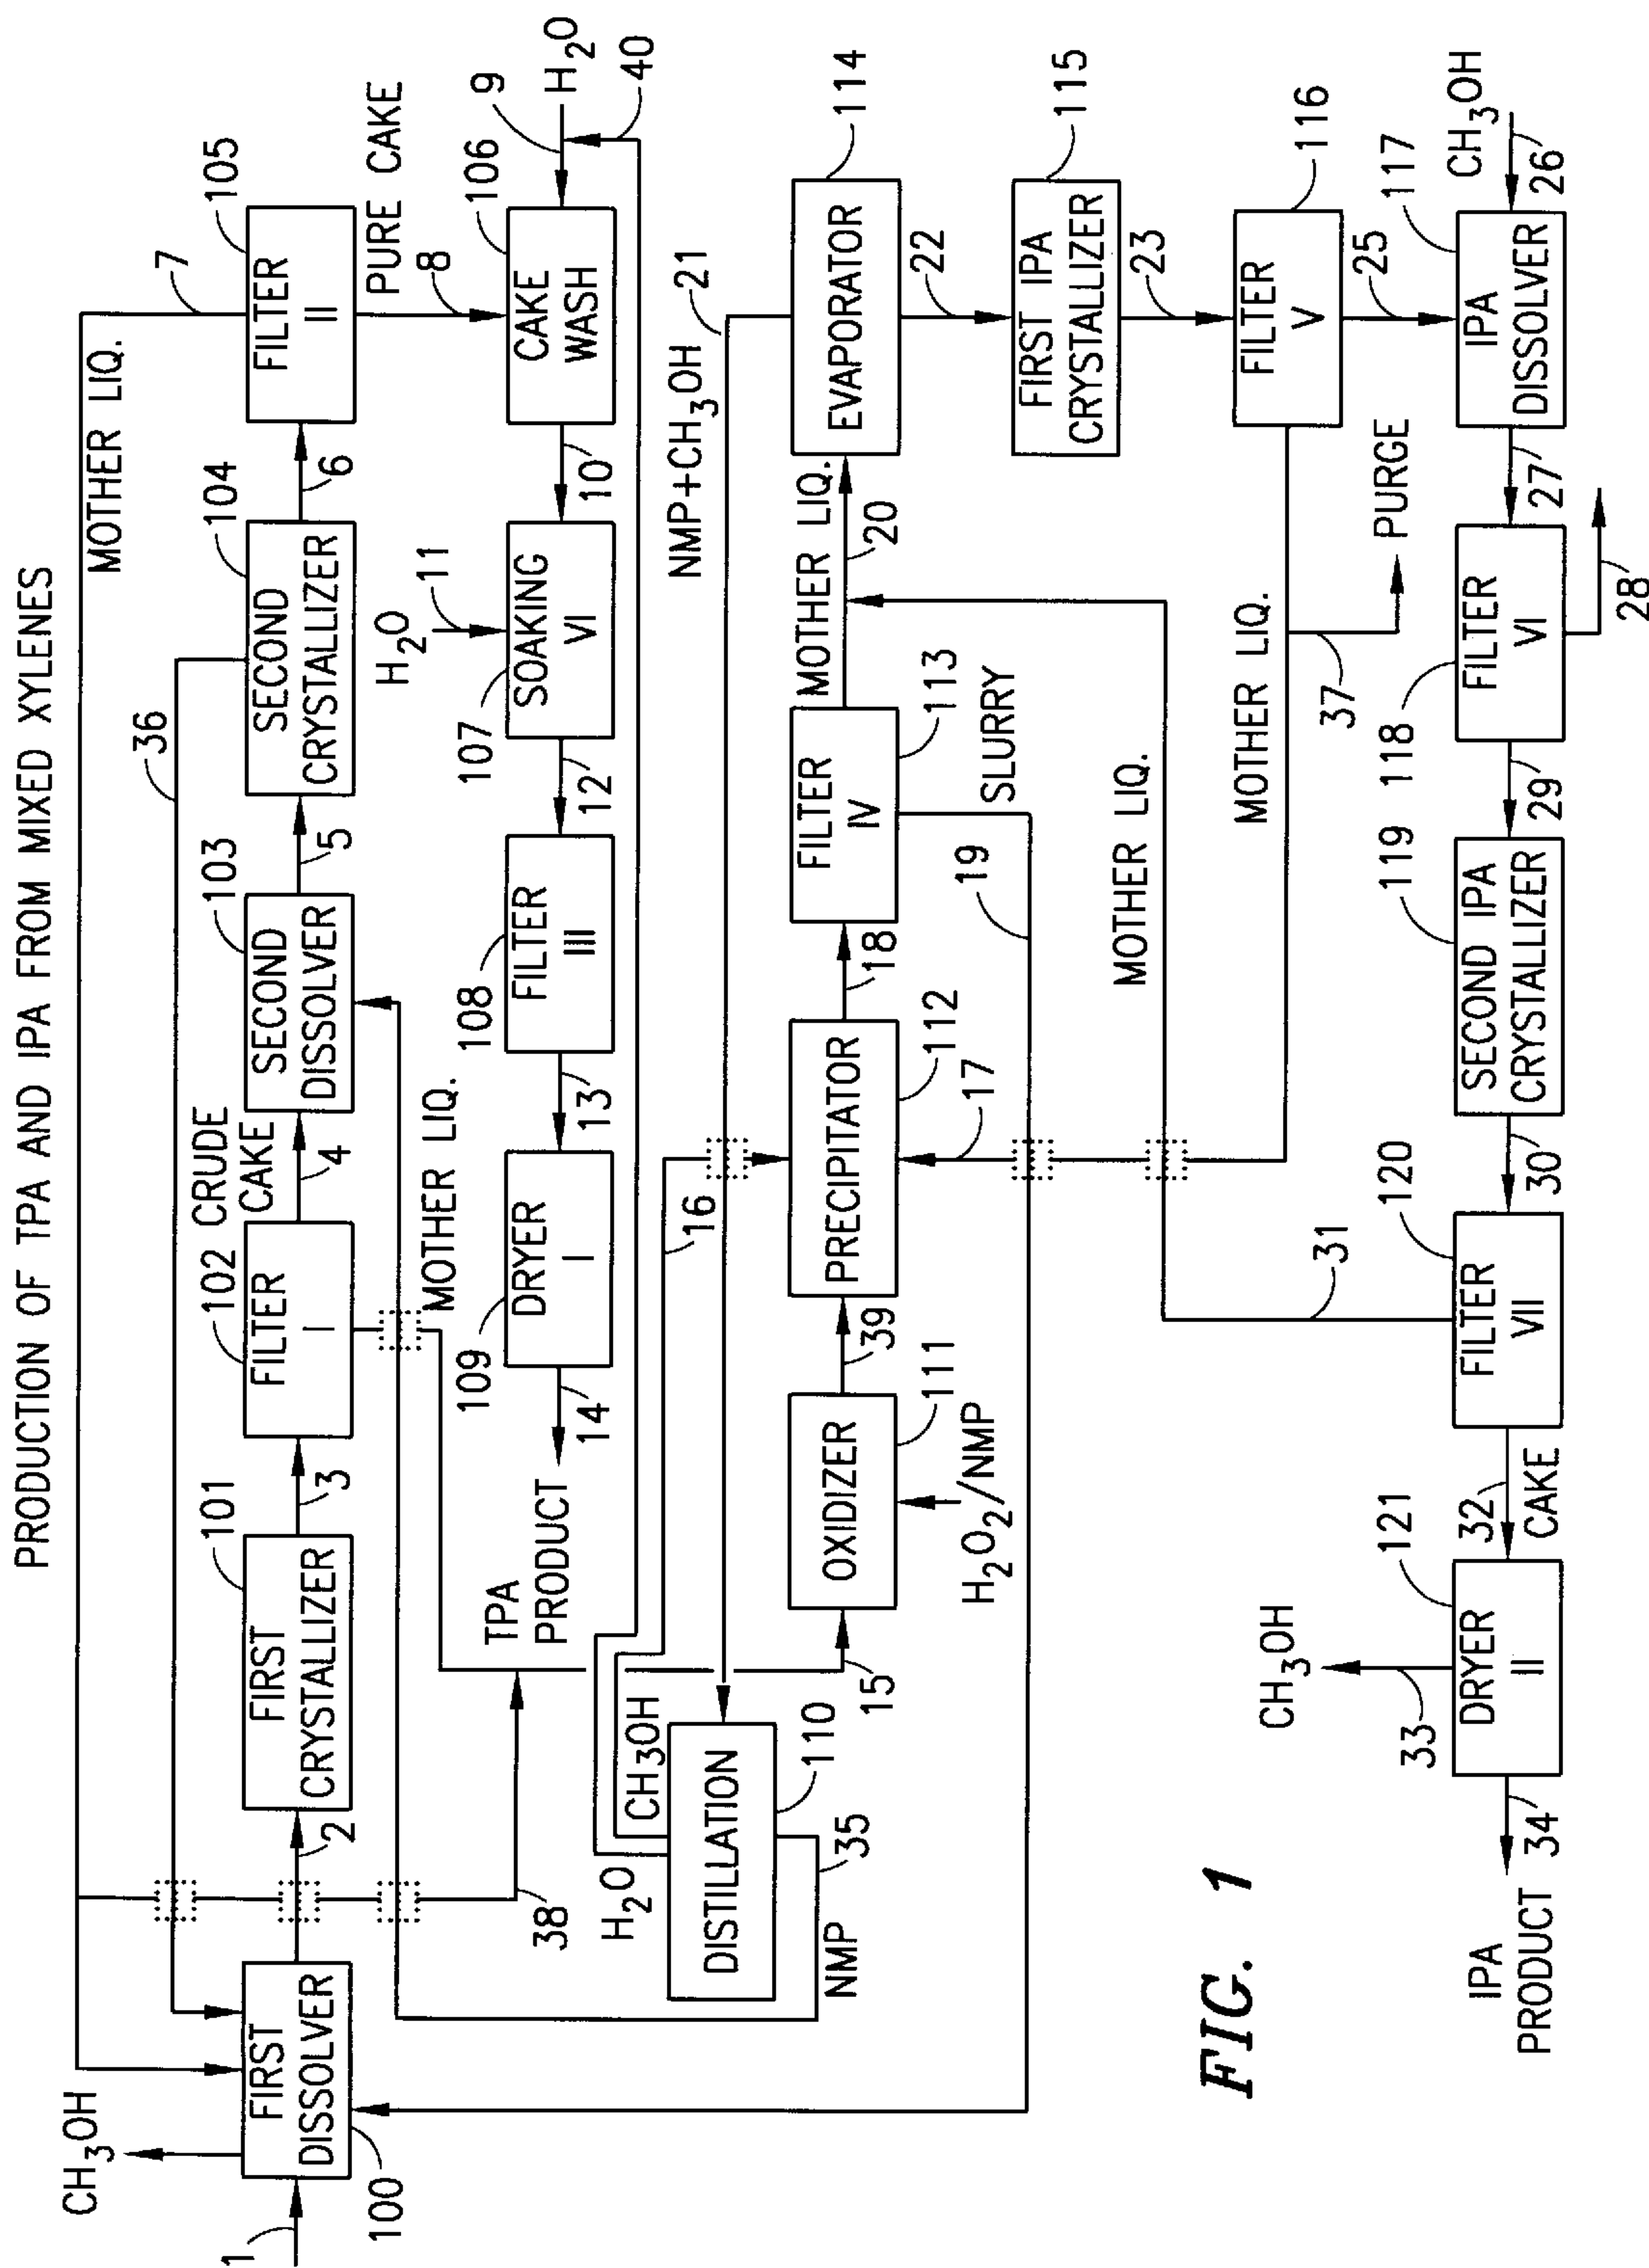 PRODUCTION OF TPA AND IPA FROM MIXED XYLENES
MOTHER LIQ.
7
36
CH3OH
1
100
FIRST
DISSOLVER
2
101
FIRST
CRYSTALLIZER
3
102
FILTER
I
CRUDE
CAKE
4
103
SECOND
DISSOLVER
5
104
SECOND
CRYSTALLIZER
6
105
FILTER
II
PURE CAKE
8
MOTHER LIQ.
38
TPA
PRODUCT
14
109
DRYER
I
13
108
FILTER
III
12
107
SOAKING
VI
H2O
11
10
106
CAKE
WASH
9
H2O
40
H2O
CH3OH
16
NMP+CH3OH
21
DISTILLATION
110
NMP
35
15
OXIDIZER
111
H2O2/NMP
39
PRECIPITATOR
112
17
18
FILTER
IV
113
SLURRY
19
MOTHER LIQ.
20
EVAPORATOR
114
22
FIRST IPA
CRYSTALLIZER
115
23
MOTHER LIQ.
MOTHER LIQ.
37
PURGE
FILTER
V
116
25
CH3OH
26
117
IPA
DISSOLVER
27
118
FILTER
VI
28
29
119
SECOND IPA
CRYSTALLIZER
30
120
FILTER
VII
31
32
CAKE
121
DRYER
II
CH3OH
33
34
IPA
PRODUCT
FIG. 1